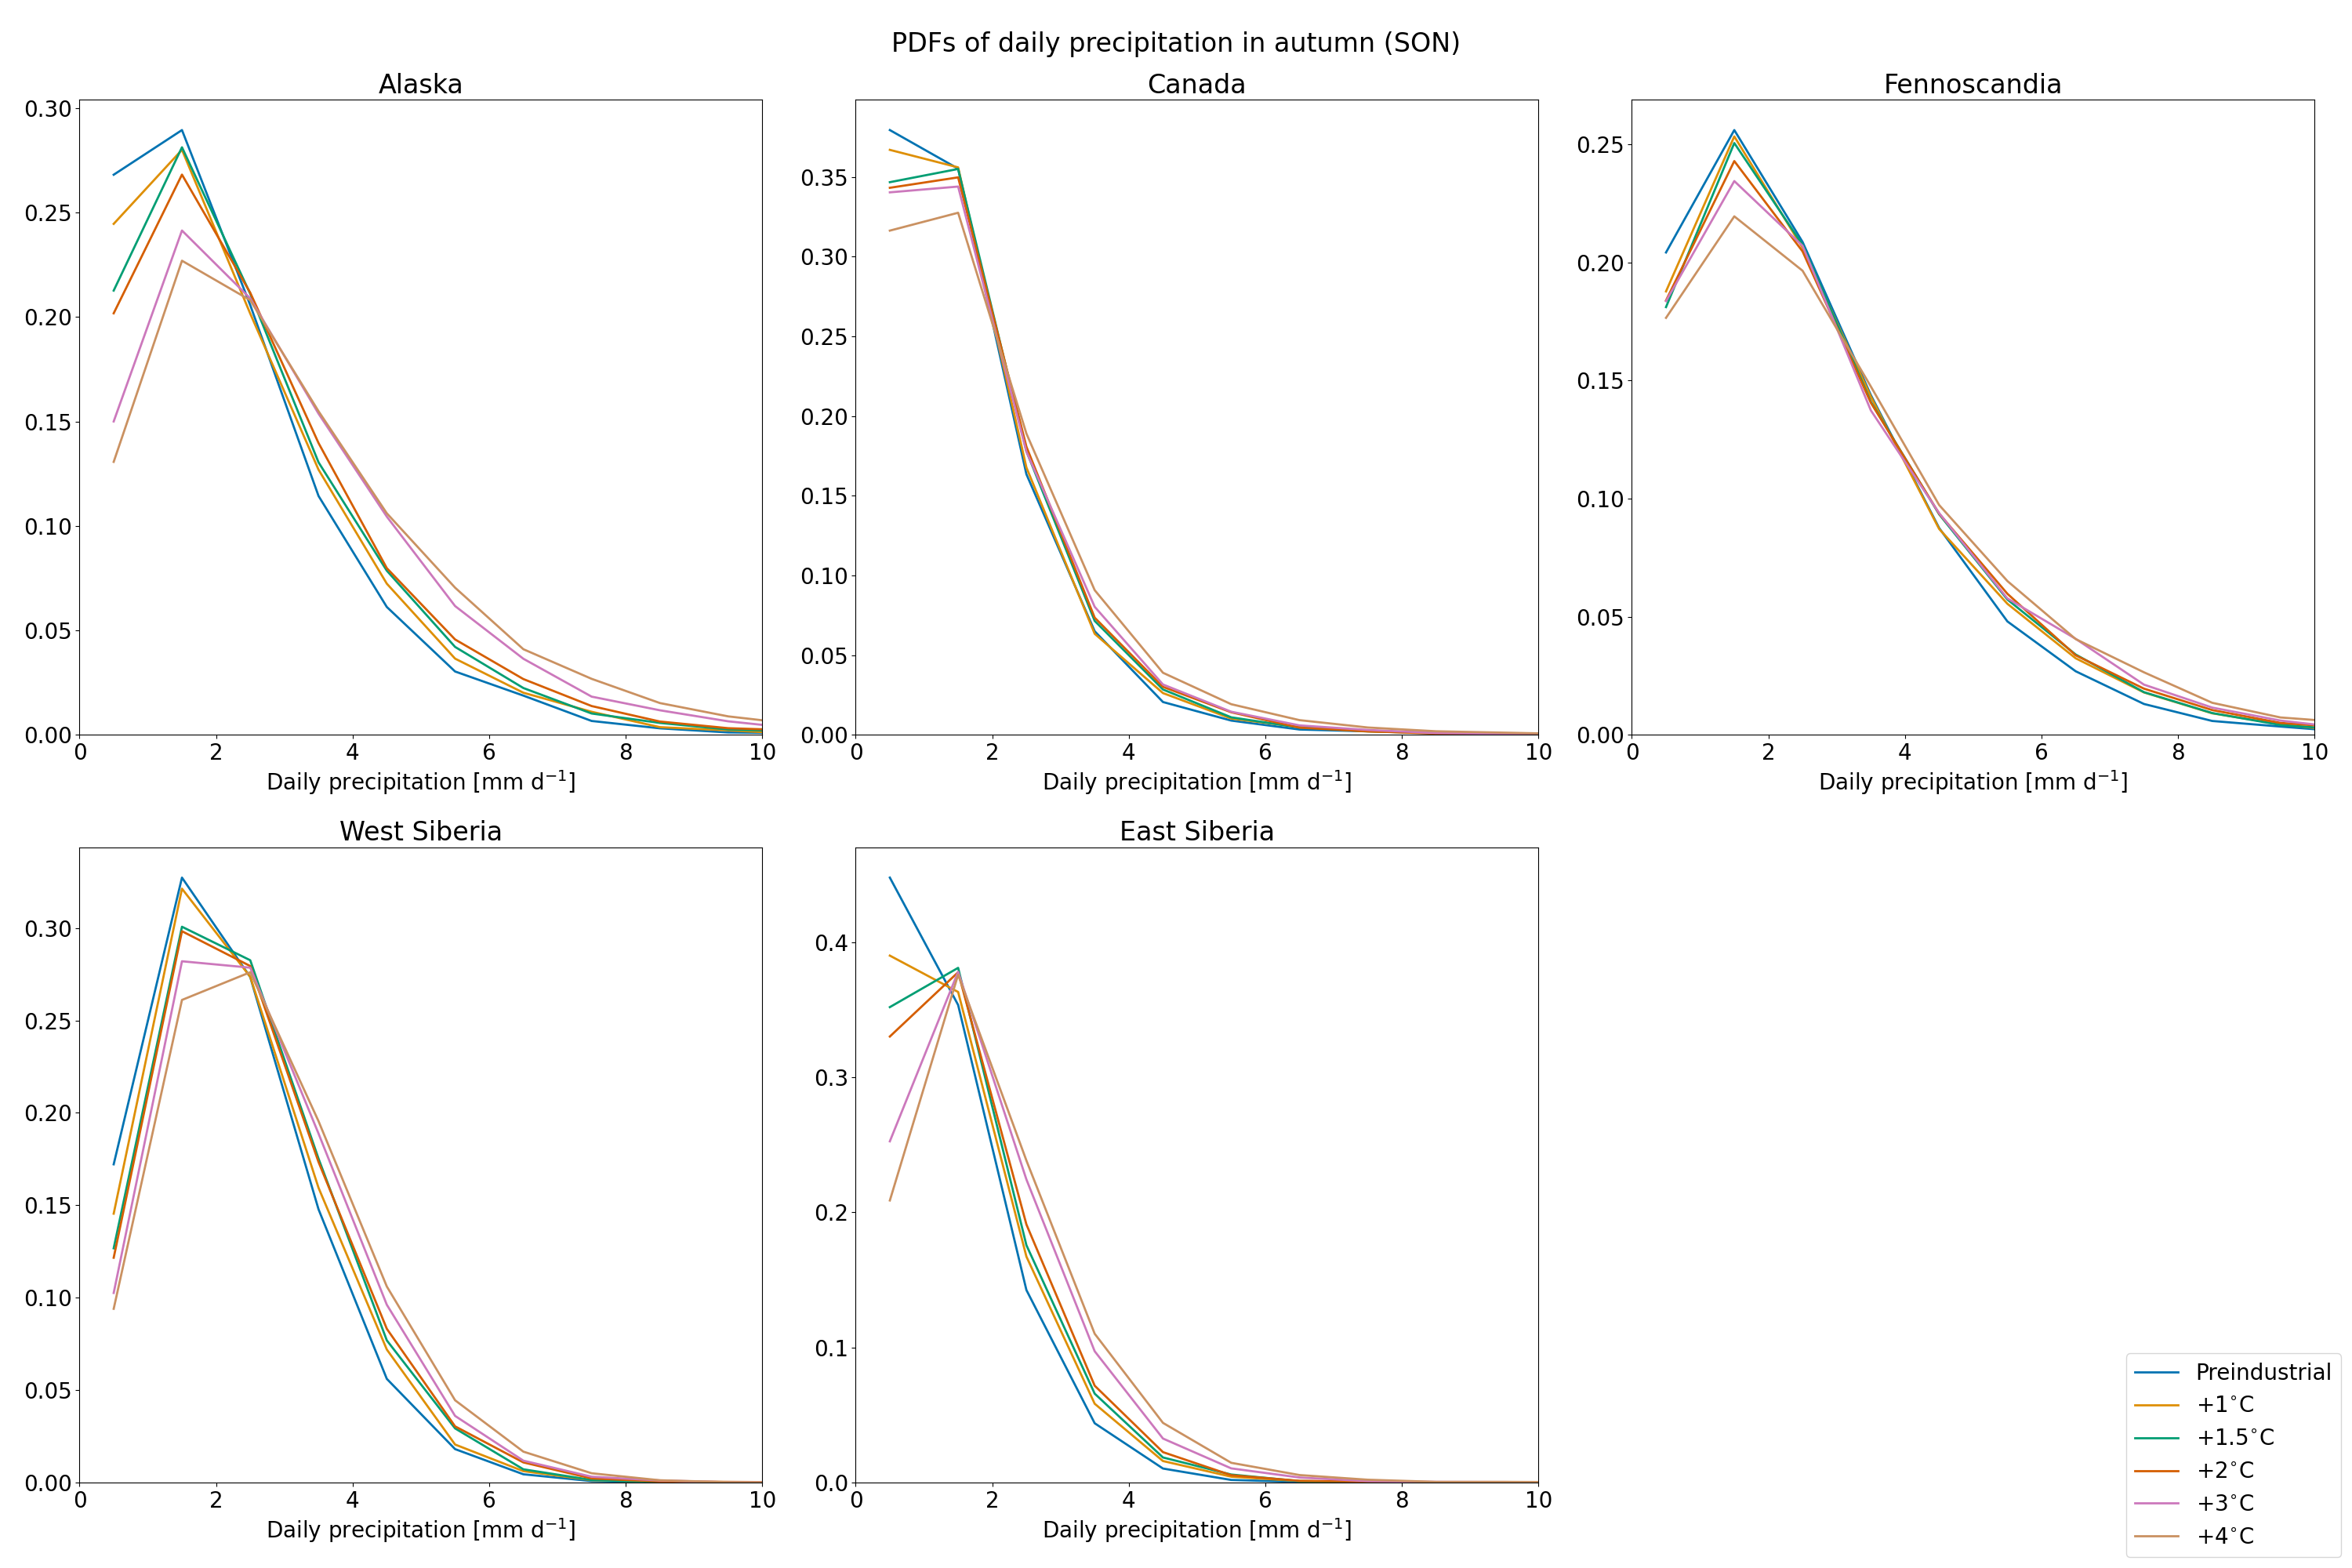 PDFs of daily precipitation in autumn (SON)
Alaska
0.30
0.25
0.20
0.15
0.10
0.05
0.00
0 2 4 6 8 10
Daily precipitation [mm d⁻¹]
Canada
0.35
0.30
0.25
0.20
0.15
0.10
0.05
0.00
0 2 4 6 8 10
Daily precipitation [mm d⁻¹]
Fennoscandia
0.25
0.20
0.15
0.10
0.05
0.00
0 2 4 6 8 10
Daily precipitation [mm d⁻¹]
West Siberia
0.30
0.25
0.20
0.15
0.10
0.05
0.00
0 2 4 6 8 10
Daily precipitation [mm d⁻¹]
East Siberia
0.4
0.3
0.2
0.1
0.0
0 2 4 6 8 10
Daily precipitation [mm d⁻¹]
Preindustrial
+1°C
+1.5°C
+2°C
+3°C
+4°C